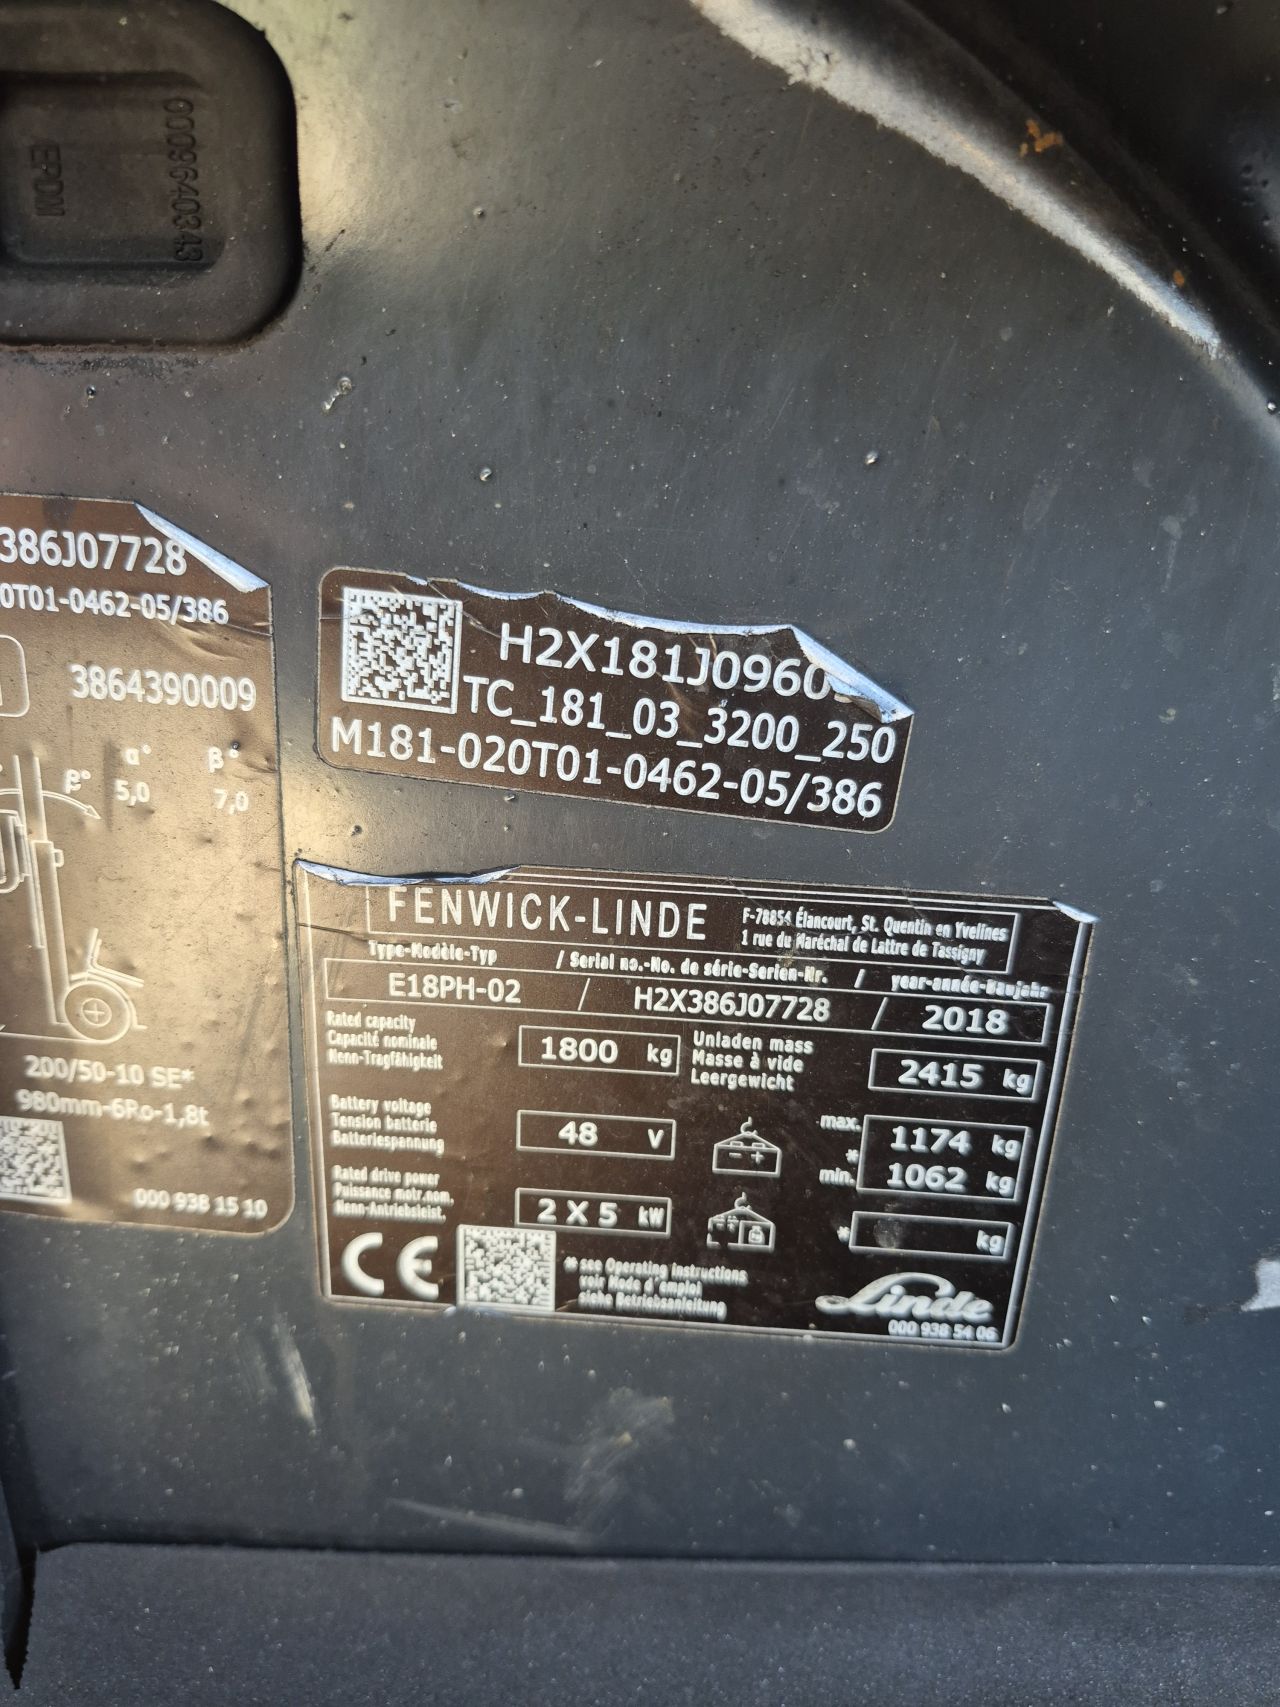 0009640343
EPDM
386J07728
0T01-0462-05/386
3864390009
α° β°
β° 5,0 7,0
200/50-10 SE*
980mm-6Ro-1,8t
000 938 15 10
H2X181J0960
TC_181_03_3200_250
M181-020T01-0462-05/386
FENWICK-LINDE
F-78854 Élancourt, St. Quentin en Yvelines
1 rue du Maréchal de Lattre de Tassigny
Type-Modèle-Typ / Serial no.-No. de série-Serien-Nr. / year-année-Baujahr
E18PH-02 / H2X386J07728 / 2018
Rated capacity
Capacité nominale
Nenn-Tragfähigkeit
1800 kg
Unladen mass
Masse à vide
Leergewicht
2415 kg
Battery voltage
Tension batterie
Batteriespannung
48 V
max. 1174 kg
*
min. 1062 kg
Rated drive power
Puissance motr.nom.
Nenn-Antriebsleist.
2 X 5 kW
* kg
CE
* see Operating Instructions
voir Mode d'emploi
siehe Betriebsanleitung
Linde
000 938 54 06